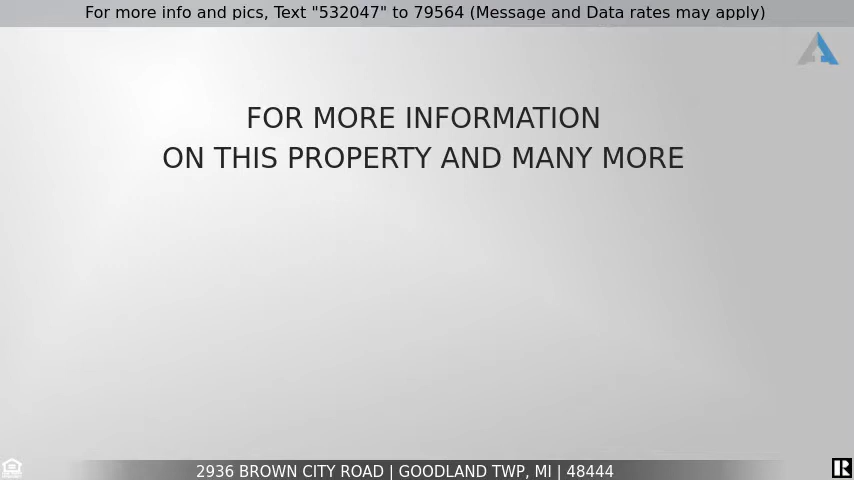 For more info and pics, Text "532047" to 79564 (Message and Data rates may apply)
FOR MORE INFORMATION
ON THIS PROPERTY AND MANY MORE
2936 BROWN CITY ROAD | GOODLAND TWP, MI | 48444